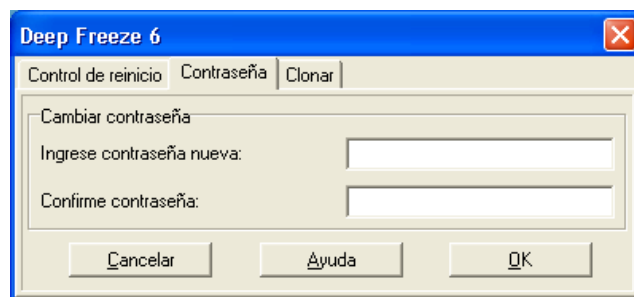 Deep Freeze 6
Control de reinicio Contraseña Clonar
Cambiar contraseña
Ingrese contraseña nueva:
Confirme contraseña:
Cancelar Ayuda OK